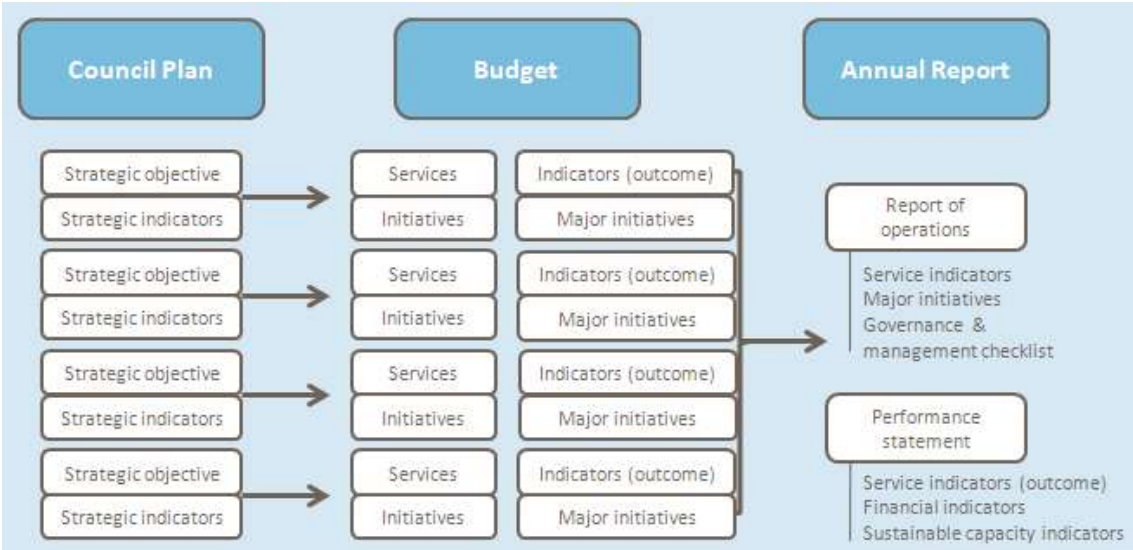 Council Plan
Budget
Annual Report
Strategic objective
Strategic indicators
Strategic objective
Strategic indicators
Strategic objective
Strategic indicators
Strategic objective
Strategic indicators
Services
Initiatives
Services
Initiatives
Services
Initiatives
Services
Initiatives
Indicators (outcome)
Major initiatives
Indicators (outcome)
Major initiatives
Indicators (outcome)
Major initiatives
Indicators (outcome)
Major initiatives
Report of
operations
Service indicators
Major initiatives
Governance &
management checklist
Performance
statement
Service indicators (outcome)
Financial indicators
Sustainable capacity indicators